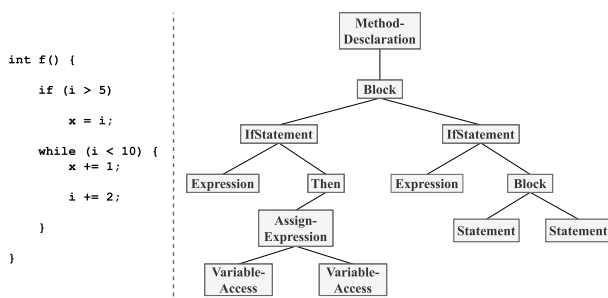 int f() {
if (i > 5)
x = i;
while (i < 10) {
x += 1;
i += 2;
}
}
Method-
Desclaration
Block
IfStatement
IfStatement
Expression
Then
Expression
Block
Assign-
Expression
Statement
Statement
Variable-
Access
Variable-
Access